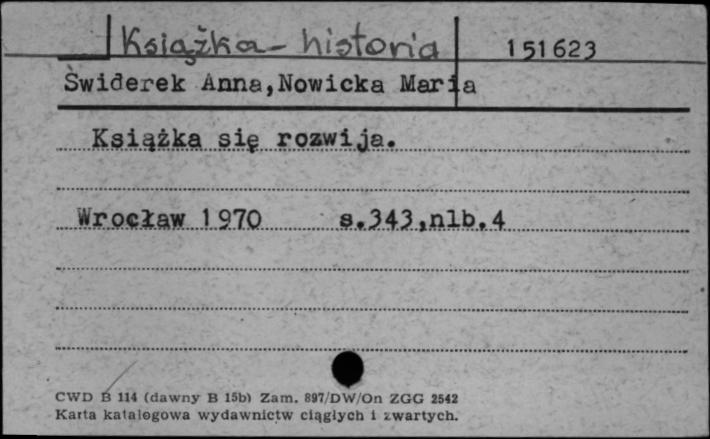 Książka - historia 151623
Swiderek Anna,Nowicka Maria
Książka się rozwija.
Wrocław 1970 s.343,nlb.4
CWD B 114 (dawny B 15b) Zam. 897/DW/On ZGG 2542
Karta katalogowa wydawnictw ciągłych i zwartych.